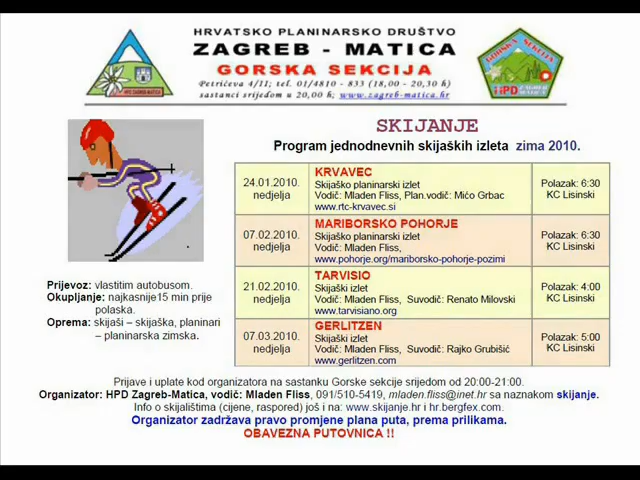 HRVATSKO PLANINARSKO DRUŠTVO
ZAGREB - MATICA
GORSKA SEKCIJA
Petrićeva 4/II; tel. 01/4810 - 833 (18,00 - 20,30 h)
sastanci srijedom u 20,00 h; www.zagreb-matica.hr
HPD ZAGREB-MATICA
GORSKA SEKCIJA
HPD ZAGREB MATICA
SKIJANJE
Program jednodnevnih skijaških izleta zima 2010.
24.01.2010.
nedjelja
KRVAVEC
Skijaško planinarski izlet
Vodič: Mladen Fliss, Plan.vodič: Mićo Grbac
www.rtc-krvavec.si
Polazak: 6:30
KC Lisinski
07.02.2010.
nedjelja
MARIBORSKO POHORJE
Skijaško planinarski izlet
Vodič: Mladen Fliss,
www.pohorje.org/mariborsko-pohorje-pozimi
Polazak: 6:30
KC Lisinski
21.02.2010.
nedjelja
TARVISIO
Skijaški izlet
Vodič: Mladen Fliss, Suvodič: Renato Milovski
www.tarvisiano.org
Polazak: 4:00
KC Lisinski
07.03.2010.
nedjelja
GERLITZEN
Skijaški izlet
Vodič: Mladen Fliss, Suvodič: Rajko Grubišić
www.gerlitzen.com
Polazak: 5:00
KC Lisinski
Prijevoz: vlastitim autobusom.
Okupljanje: najkasnije15 min prije
polaska.
Oprema: skijaši – skijaška, planinari
– planinarska zimska.
Prijave i uplate kod organizatora na sastanku Gorske sekcije srijedom od 20:00-21:00.
Organizator: HPD Zagreb-Matica, vodič: Mladen Fliss, 091/510-5419, mladen.fliss@inet.hr sa naznakom skijanje.
Info o skijalištima (cijene, raspored) još i na: www.skijanje.hr i hr.bergfex.com.
Organizator zadržava pravo promjene plana puta, prema prilikama.
OBAVEZNA PUTOVNICA !!